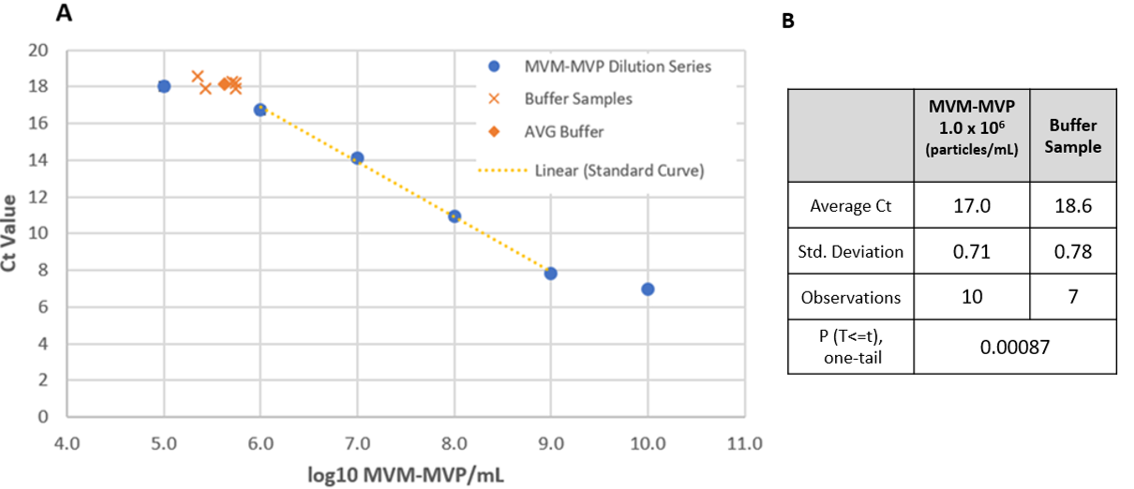 A
20
18
16
14
12
10
8
6
4
2
0
Ct Value
4.0 5.0 6.0 7.0 8.0 9.0 10.0 11.0
log10 MVM-MVP/mL
MVM-MVP Dilution Series
Buffer Samples
AVG Buffer
Linear (Standard Curve)
B
MVM-MVP
1.0 x 10⁶
(particles/mL)
Buffer
Sample
Average Ct 17.0 18.6
Std. Deviation 0.71 0.78
Observations 10 7
P (T<=t),
one-tail
0.00087